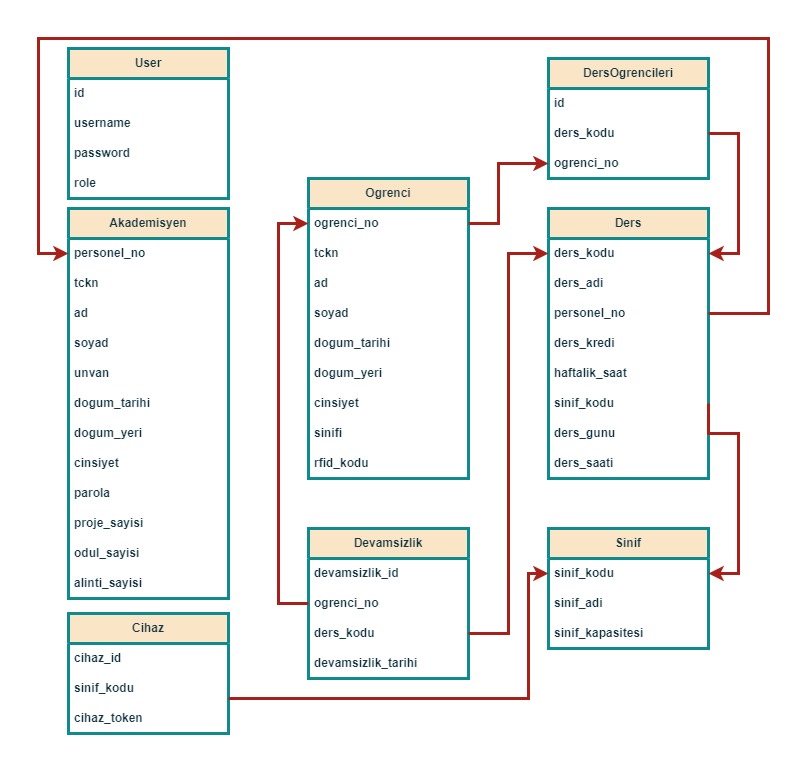 User
id
username
password
role
Akademisyen
personel_no
tckn
ad
soyad
unvan
dogum_tarihi
dogum_yeri
cinsiyet
parola
proje_sayisi
odul_sayisi
alinti_sayisi
Cihaz
cihaz_id
sinif_kodu
cihaz_token
Ogrenci
ogrenci_no
tckn
ad
soyad
dogum_tarihi
dogum_yeri
cinsiyet
sinifi
rfid_kodu
Devamsizlik
devamsizlik_id
ogrenci_no
ders_kodu
devamsizlik_tarihi
DersOgrencileri
id
ders_kodu
ogrenci_no
Ders
ders_kodu
ders_adi
personel_no
ders_kredi
haftalik_saat
sinif_kodu
ders_gunu
ders_saati
Sinif
sinif_kodu
sinif_adi
sinif_kapasitesi